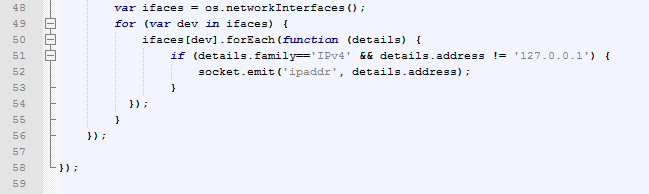 48 var ifaces = os.networkInterfaces();
49 for (var dev in ifaces) {
50 ifaces[dev].forEach(function (details) {
51 if (details.family=='IPv4' && details.address != '127.0.0.1') {
52 socket.emit('ipaddr', details.address);
53 }
54 });
55 }
56 });
57
58 });
59